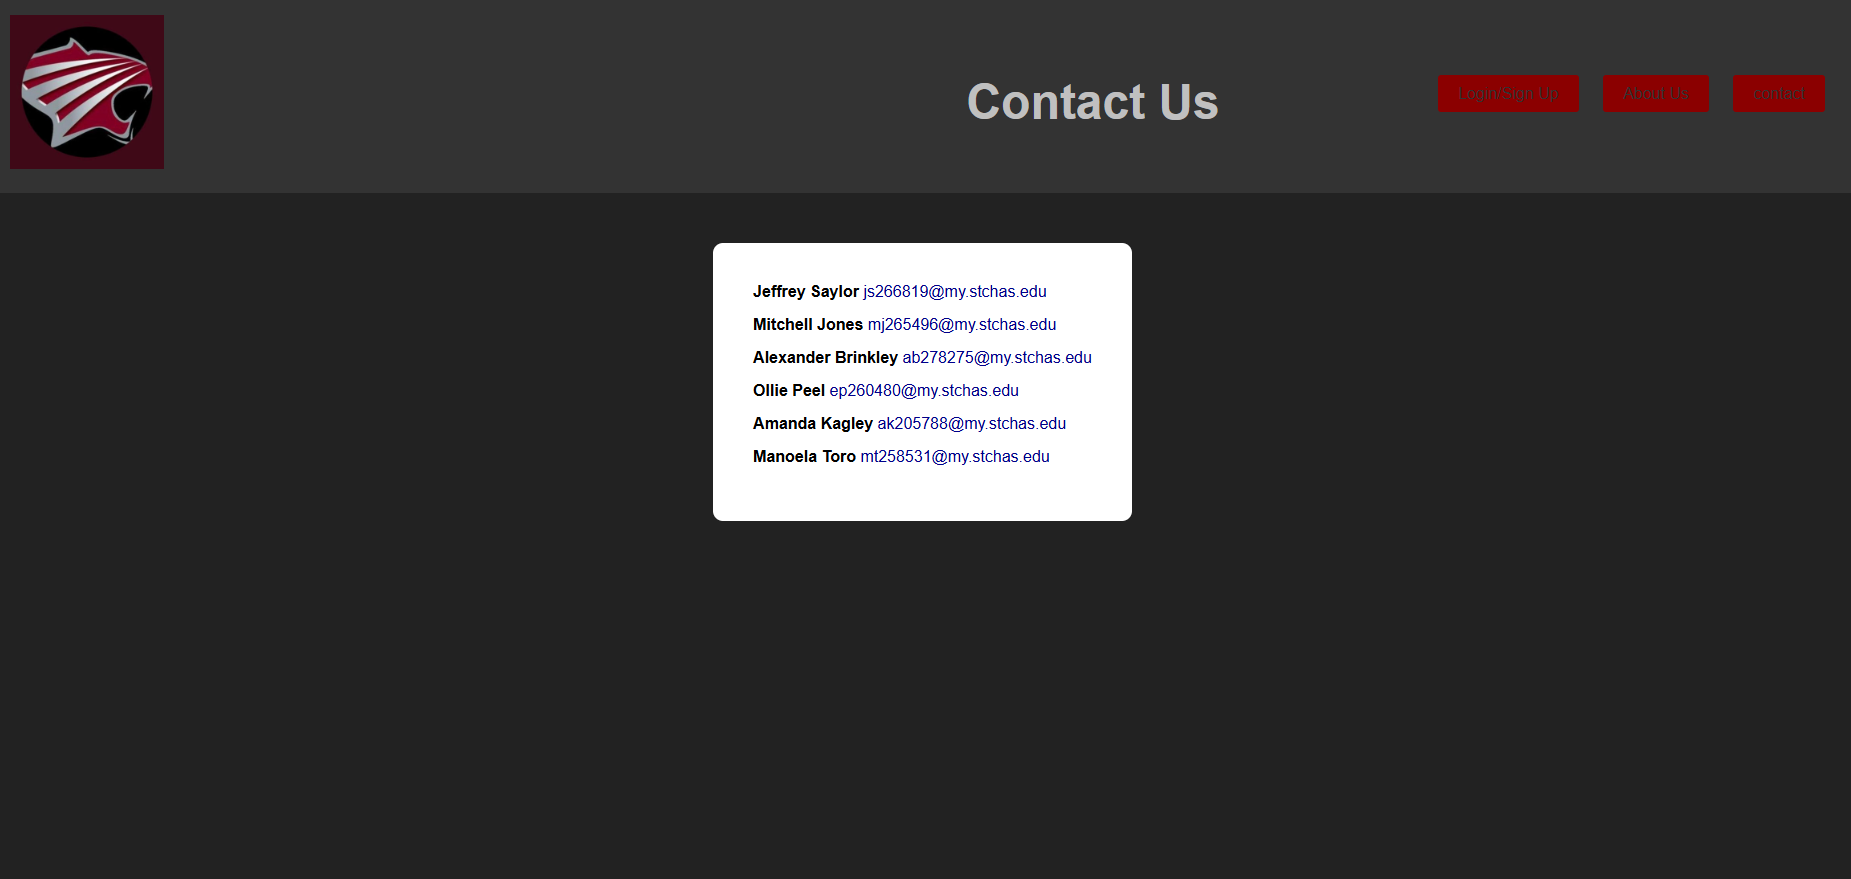 Contact Us
Login/Sign Up
About Us
contact
Jeffrey Saylor js266819@my.stchas.edu
Mitchell Jones mj265496@my.stchas.edu
Alexander Brinkley ab278275@my.stchas.edu
Ollie Peel ep260480@my.stchas.edu
Amanda Kagley ak205788@my.stchas.edu
Manoela Toro mt258531@my.stchas.edu